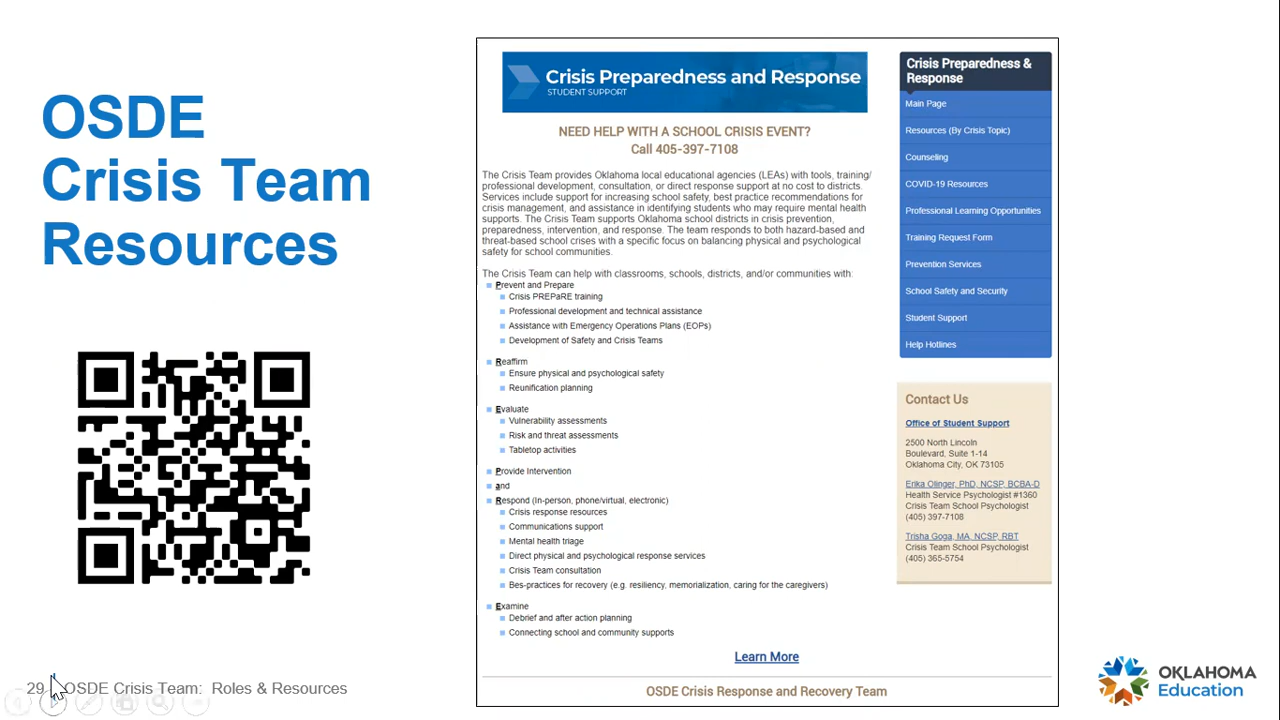 OSDE
Crisis Team
Resources
Crisis Preparedness and Response
STUDENT SUPPORT
NEED HELP WITH A SCHOOL CRISIS EVENT?
Call 405-397-7108
The Crisis Team provides Oklahoma local educational agencies (LEAs) with tools, training/
professional development, consultation, or direct response support at no cost to districts.
Services include support for increasing school safety, best practice recommendations for
crisis management, and assistance in identifying students who may require mental health
supports. The Crisis Team supports Oklahoma school districts in crisis prevention,
preparedness, intervention, and response. The team responds to both hazard-based and
threat-based school crises with a specific focus on balancing physical and psychological
safety for school communities.
The Crisis Team can help with classrooms, schools, districts, and/or communities with:
Prevent and Prepare
Crisis PREPaRE training
Professional development and technical assistance
Assistance with Emergency Operations Plans (EOPs)
Development of Safety and Crisis Teams
Reaffirm
Ensure physical and psychological safety
Reunification planning
Evaluate
Vulnerability assessments
Risk and threat assessments
Tabletop activities
Provide Intervention
and
Respond (In-person, phone/virtual, electronic)
Crisis response resources
Communications support
Mental health triage
Direct physical and psychological response services
Crisis Team consultation
Bes-practices for recovery (e.g. resiliency, memorialization, caring for the caregivers)
Examine
Debrief and after action planning
Connecting school and community supports
Learn More
OSDE Crisis Response and Recovery Team
Crisis Preparedness &
Response
Main Page
Resources (By Crisis Topic)
Counseling
COVID-19 Resources
Professional Learning Opportunities
Training Request Form
Prevention Services
School Safety and Security
Student Support
Help Hotlines
Contact Us
Office of Student Support
2500 North Lincoln
Boulevard, Suite 1-14
Oklahoma City, OK 73105
Erika Olinger, PhD, NCSP, BCBA-D
Health Service Psychologist #1360
Crisis Team School Psychologist
(405) 397-7108
Trisha Goga, MA, NCSP, RBT
Crisis Team School Psychologist
(405) 365-5754
29 OSDE Crisis Team: Roles & Resources
OKLAHOMA
Education